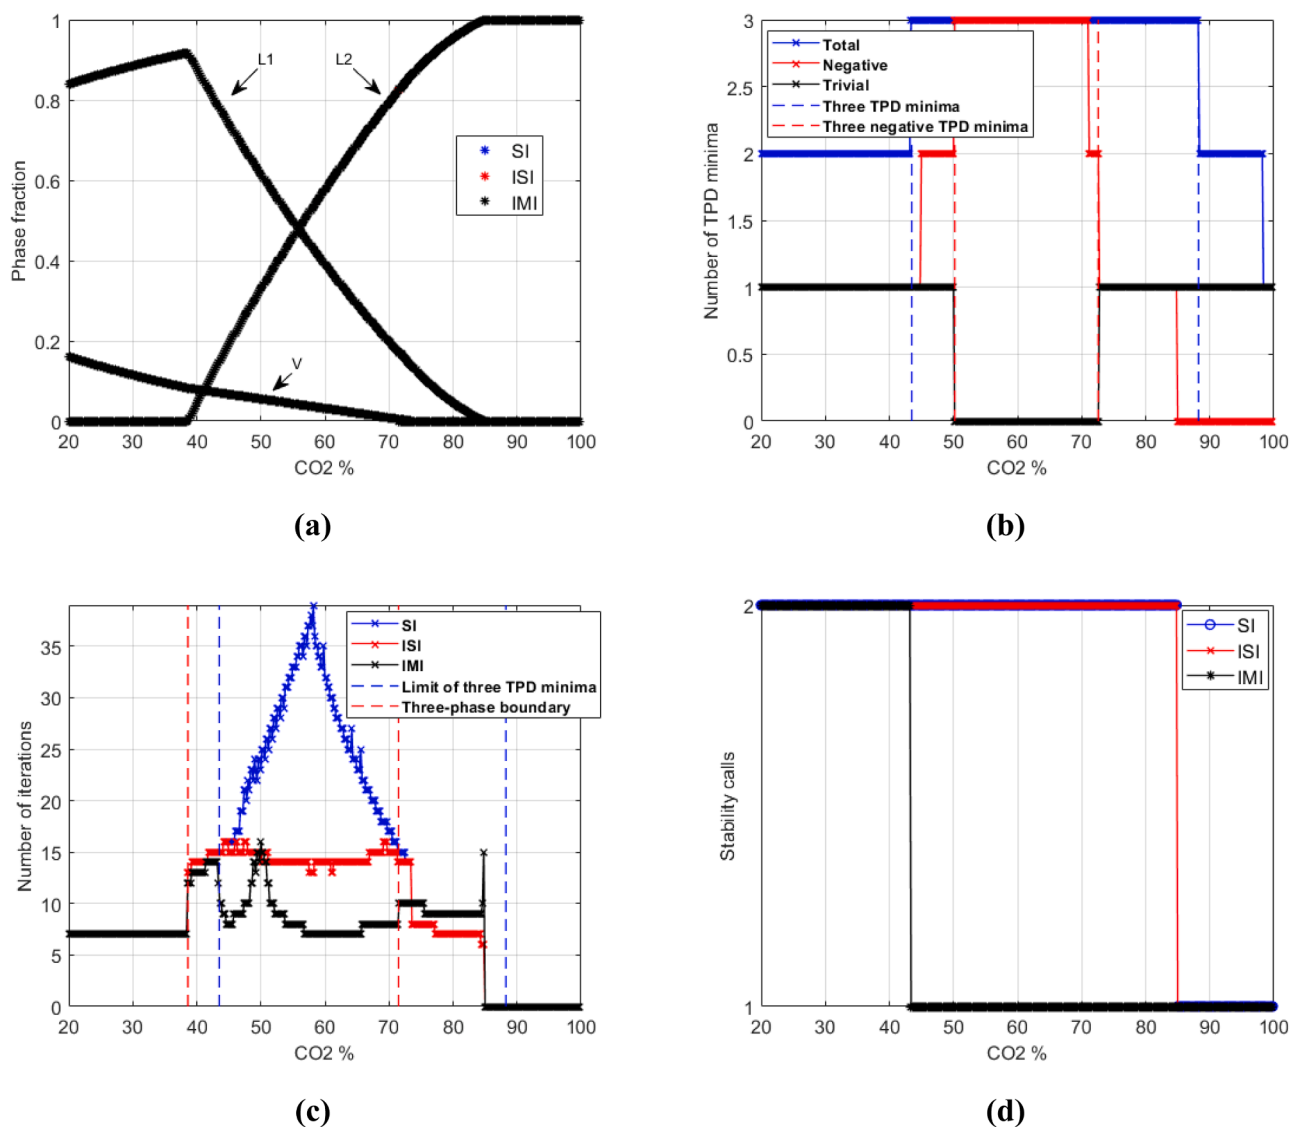 1
0.8
0.6
0.4
0.2
0
Phase fraction
L1
L2
V
SI
ISI
IMI
20 30 40 50 60 70 80 90 100
CO2 %
(a)
3
2.5
2
1.5
1
0.5
0
Number of TPD minima
Total
Negative
Trivial
Three TPD minima
Three negative TPD minima
20 30 40 50 60 70 80 90 100
CO2 %
(b)
35
30
25
20
15
10
5
0
Number of iterations
SI
ISI
IMI
Limit of three TPD minima
Three-phase boundary
20 30 40 50 60 70 80 90 100
CO2 %
(c)
2
1
Stability calls
SI
ISI
IMI
20 30 40 50 60 70 80 90 100
CO2 %
(d)